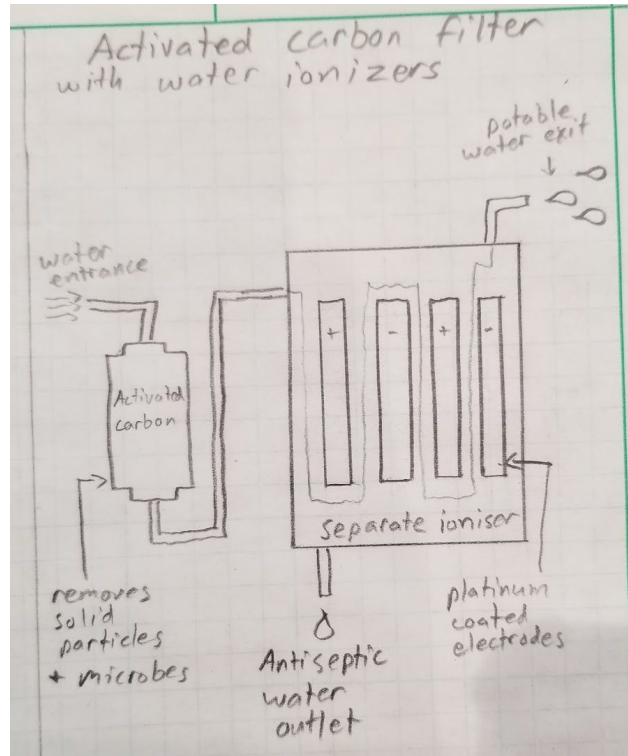 Activated carbon filter
with water ionizers
potable
water exit
water
entrance
+
-
+
-
Activated
carbon
separate ioniser
removes
solid
particles
+ microbes
Antiseptic
water
outlet
platinum
coated
electrodes